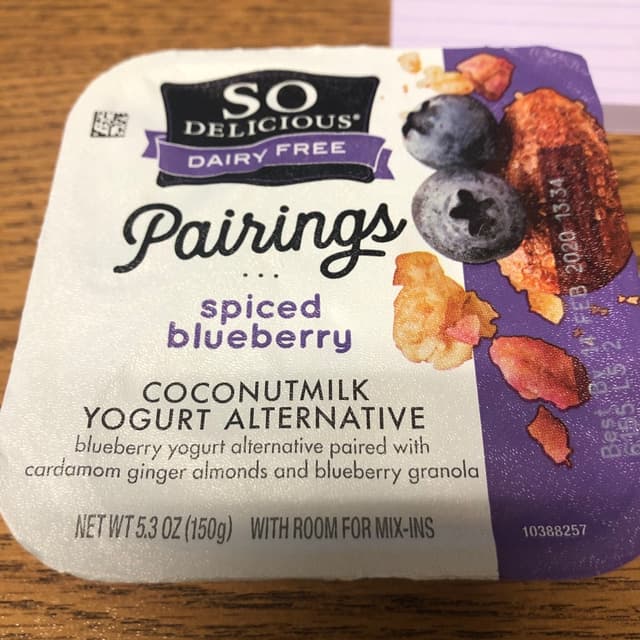 SO
DELICIOUS®
DAIRY FREE
Pairings
...
spiced
blueberry
COCONUTMILK
YOGURT ALTERNATIVE
blueberry yogurt alternative paired with
cardamom ginger almonds and blueberry granola
NET WT 5.3 OZ (150g) WITH ROOM FOR MIX-INS
10388257
Best By 14 FEB 2020 13:34